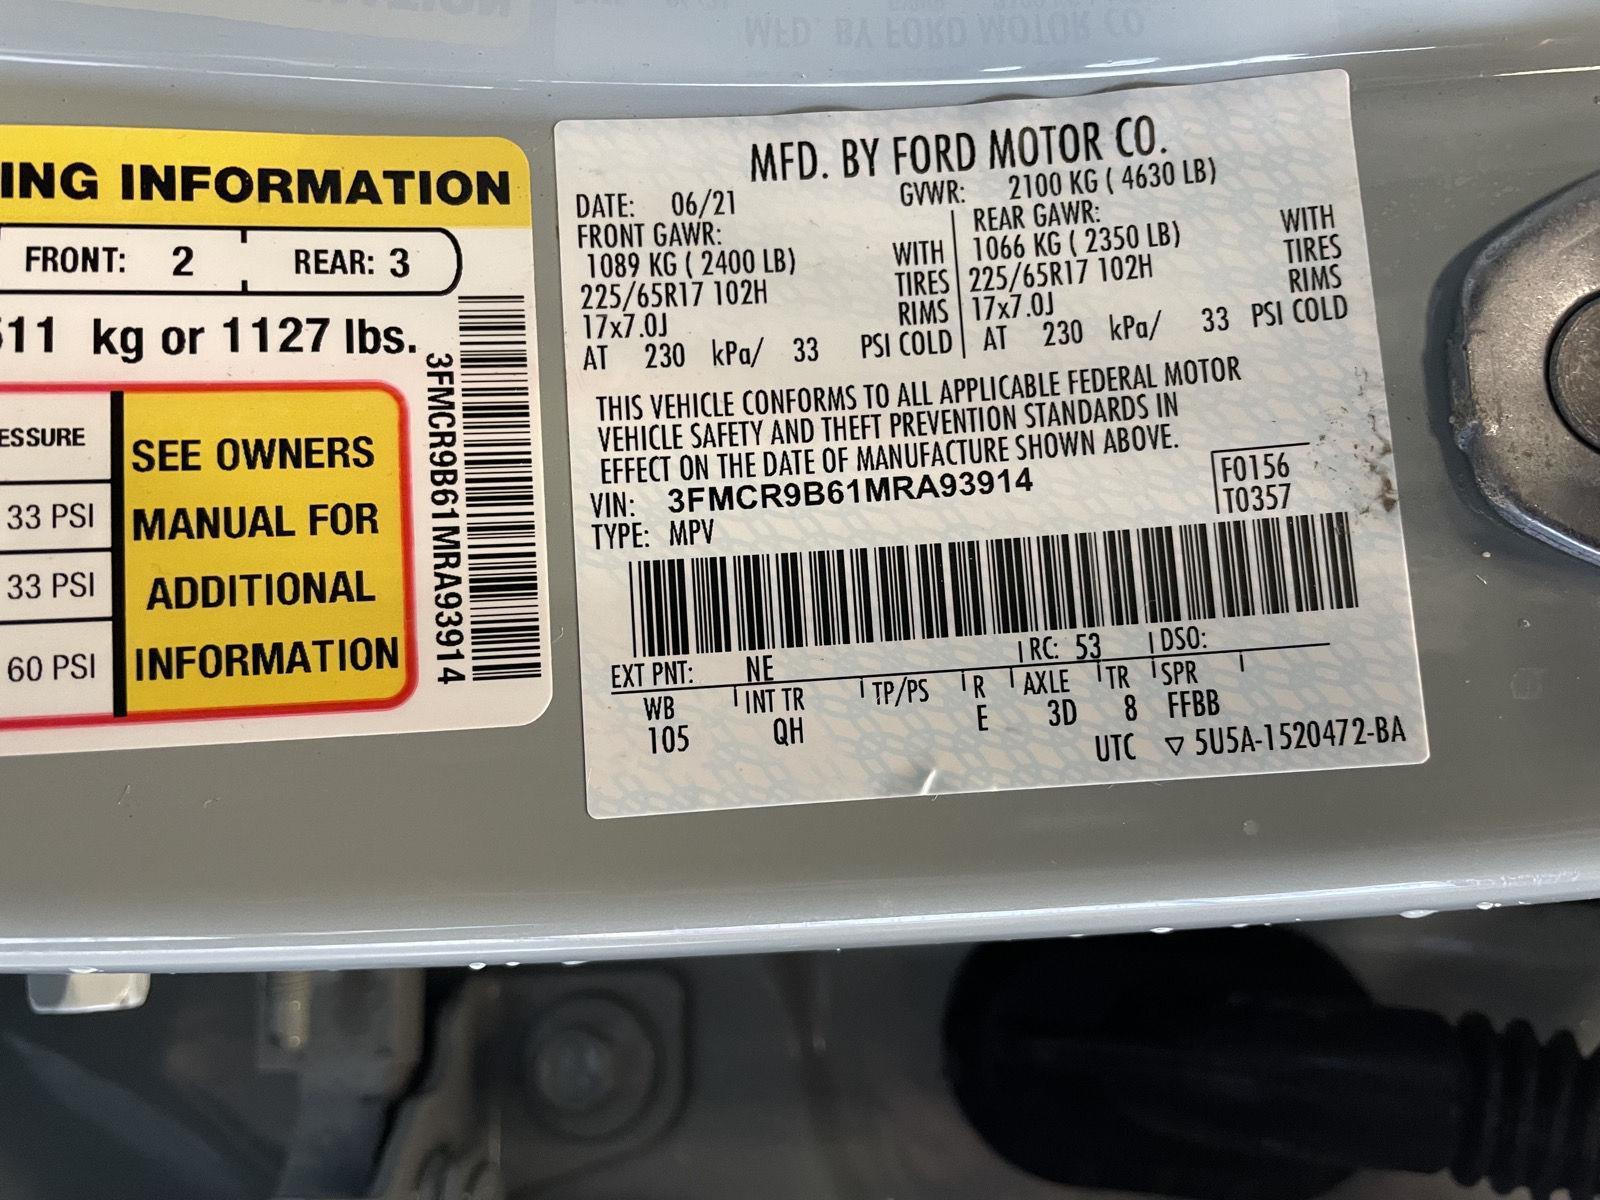 ING INFORMATION
FRONT: 2 REAR: 3
11 kg or 1127 lbs.
ESSURE
33 PSI
33 PSI
60 PSI
SEE OWNERS
MANUAL FOR
ADDITIONAL
INFORMATION
3FMCR9B61MRA93914
MFD. BY FORD MOTOR CO.
DATE: 06/21 GVWR: 2100 KG ( 4630 LB)
FRONT GAWR: REAR GAWR:
1089 KG ( 2400 LB) WITH 1066 KG ( 2350 LB) WITH
225/65R17 102H TIRES 225/65R17 102H TIRES
17x7.0J RIMS 17x7.0J RIMS
AT 230 kPa/ 33 PSI COLD AT 230 kPa/ 33 PSI COLD
THIS VEHICLE CONFORMS TO ALL APPLICABLE FEDERAL MOTOR
VEHICLE SAFETY AND THEFT PREVENTION STANDARDS IN
EFFECT ON THE DATE OF MANUFACTURE SHOWN ABOVE.
VIN: 3FMCR9B61MRA93914 F0156
TYPE: MPV T0357
EXT PNT: NE RC: 53 DSO:
WB INT TR TP/PS R AXLE TR SPR
105 QH E 3D 8 FFBB
UTC ▽ 5U5A-1520472-BA
MFD. BY FORD MOTOR CO